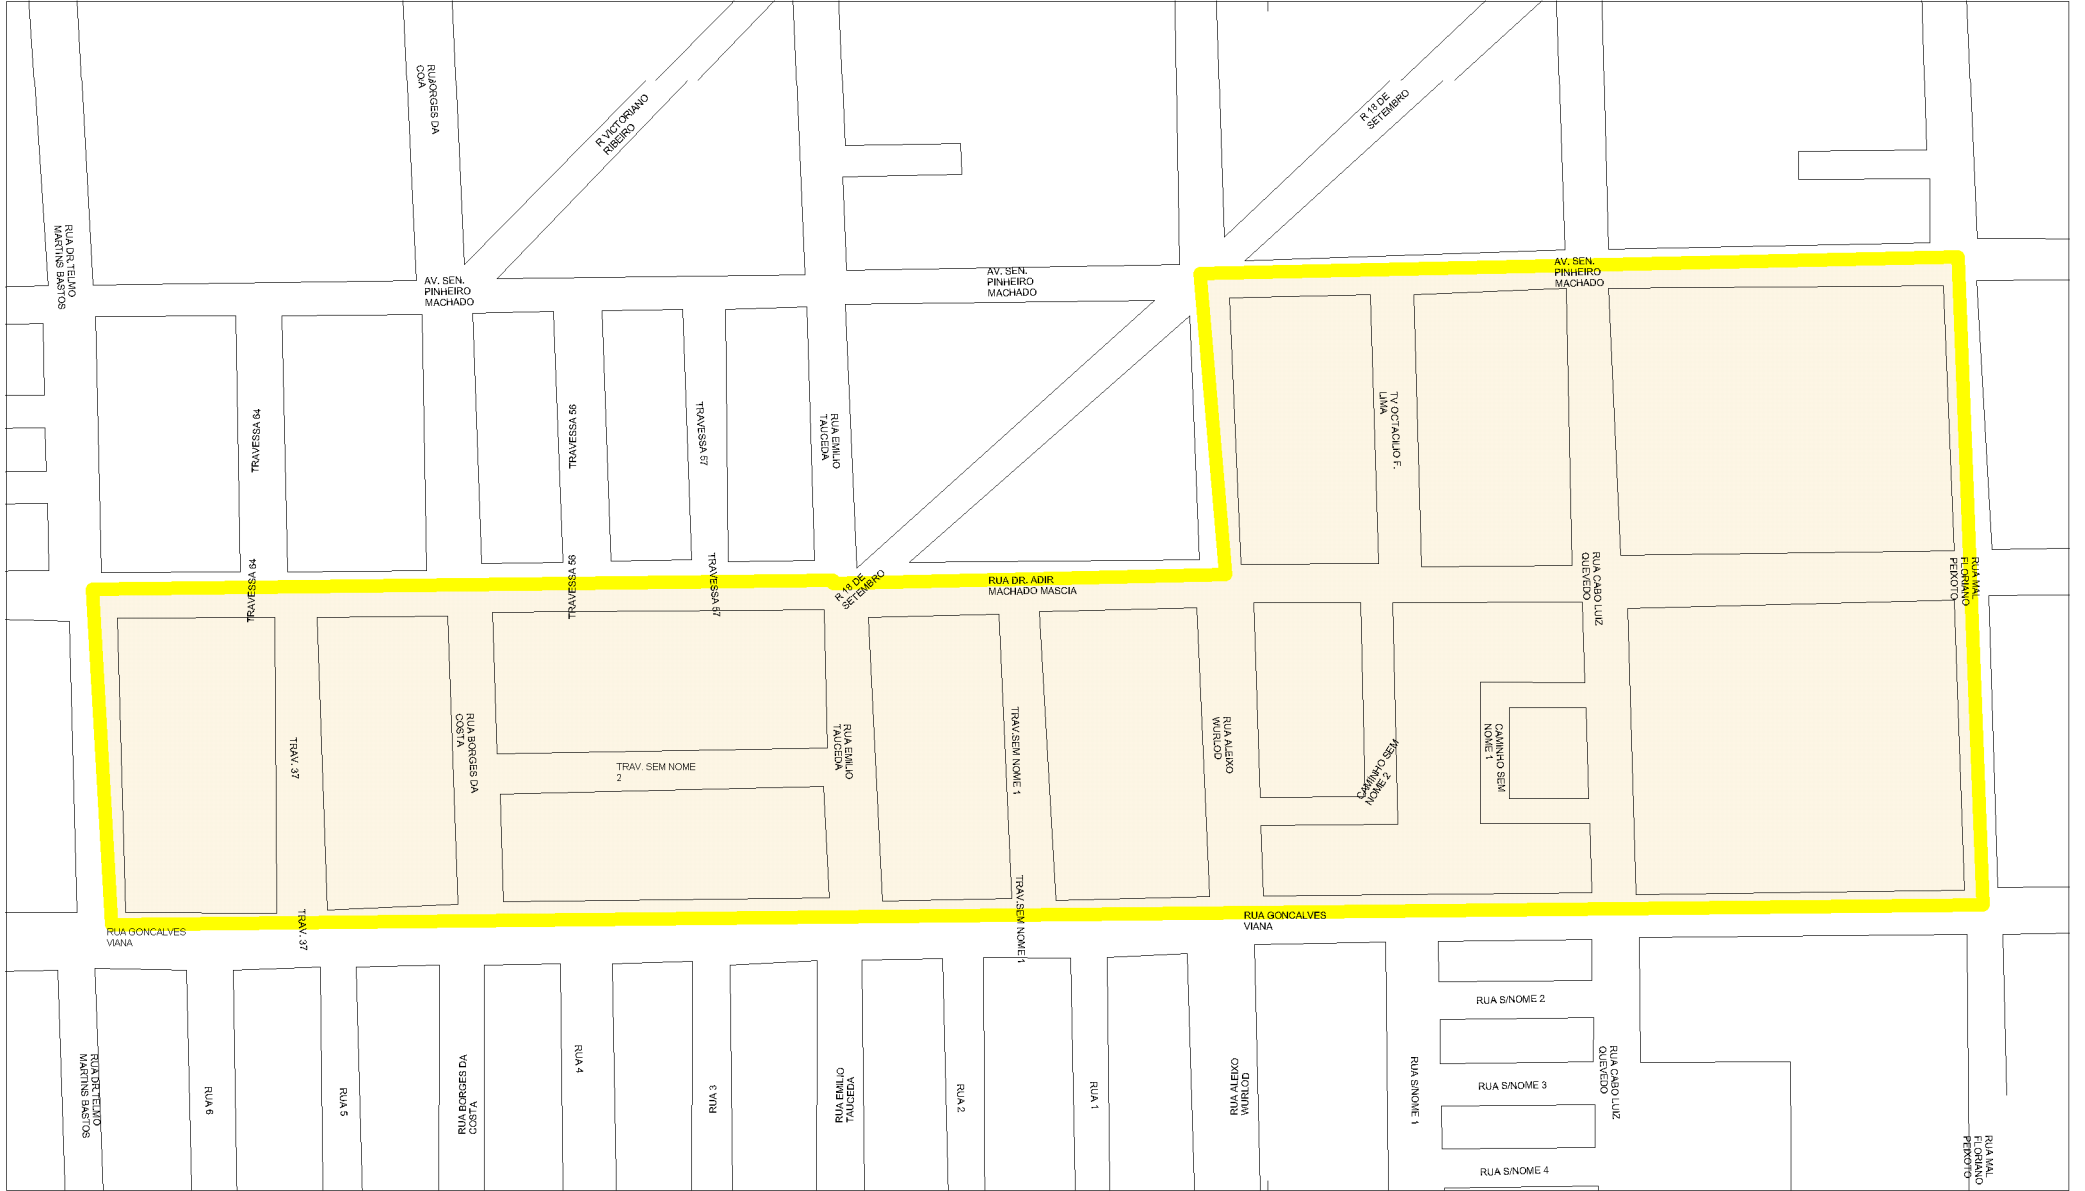 RUA BORGES DA
COIA
R VICTORIANO
RIBEIRO
R 18 DE
SETEMBRO
RUA DR.TELMO
MARTINS BASTOS
AV. SEN.
PINHEIRO
MACHADO
AV. SEN.
PINHEIRO
MACHADO
AV. SEN.
PINHEIRO
MACHADO
TRAVESSA 64
TRAVESSA 56
TRAVESSA 57
RUA EMILIO
TAUCEDA
TV OCTACILIO F.
LIMA
TRAVESSA 64
TRAVESSA 56
TRAVESSA 57
R 18 DE
SETEMBRO
RUA DR. ADIR
MACHADO MASCIA
RUA CABO LUIZ
QUEVEDO
RUA MAL
FLORIANO
PEIXOTO
TRAV. 37
RUA BORGES DA
COSTA
TRAV. SEM NOME
2
RUA EMILIO
TAUCEDA
TRAV.SEM NOME 1
RUA ALEIXO
WURLOD
CAMINHO SEM
NOME 2
CAMINHO SEM
NOME 1
RUA GONCALVES
VIANA
TRAV. 37
TRAV.SEM NOME 1
RUA GONCALVES
VIANA
RUA DR.TELMO
MARTINS BASTOS
RUA 6
RUA 5
RUA BORGES DA
COSTA
RUA 4
RUA 3
RUA EMILIO
TAUCEDA
RUA 2
RUA 1
RUA ALEIXO
WURLOD
RUA S/NOME 1
RUA S/NOME 2
RUA S/NOME 3
RUA S/NOME 4
RUA CABO LUIZ
QUEVEDO
RUA MAL
FLORIANO
PEIXOTO